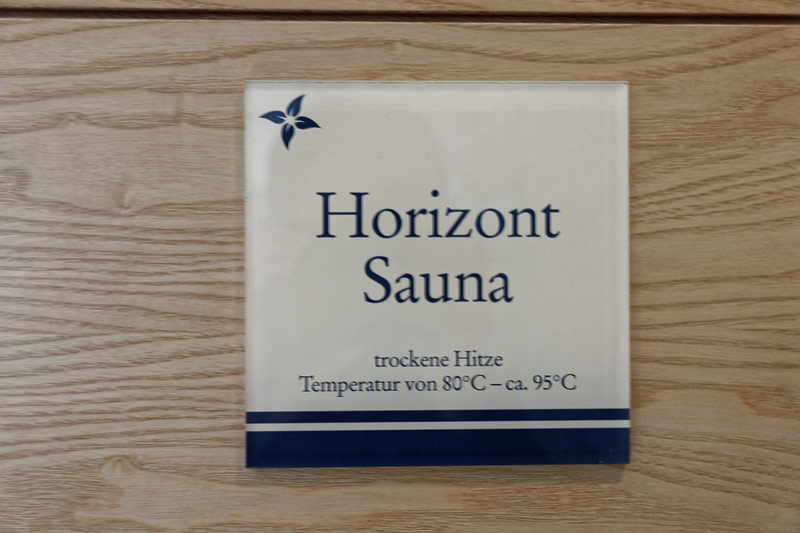 Horizont
Sauna
trockene Hitze
Temperatur von 80°C – ca. 95°C